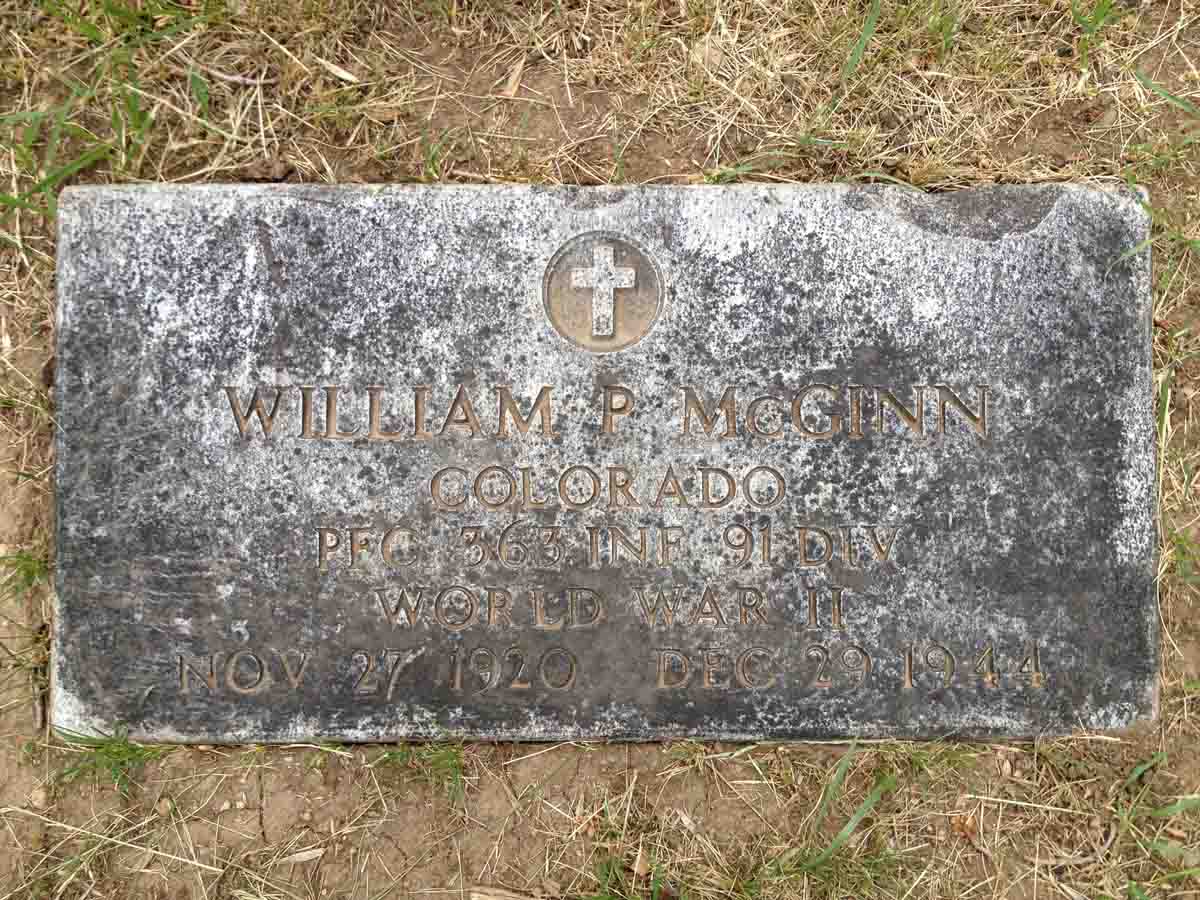 WILLIAM P McGINN
COLORADO
PFC 363 INF 91 DIV
WORLD WAR II
NOV 27 1920 DEC 29 1944